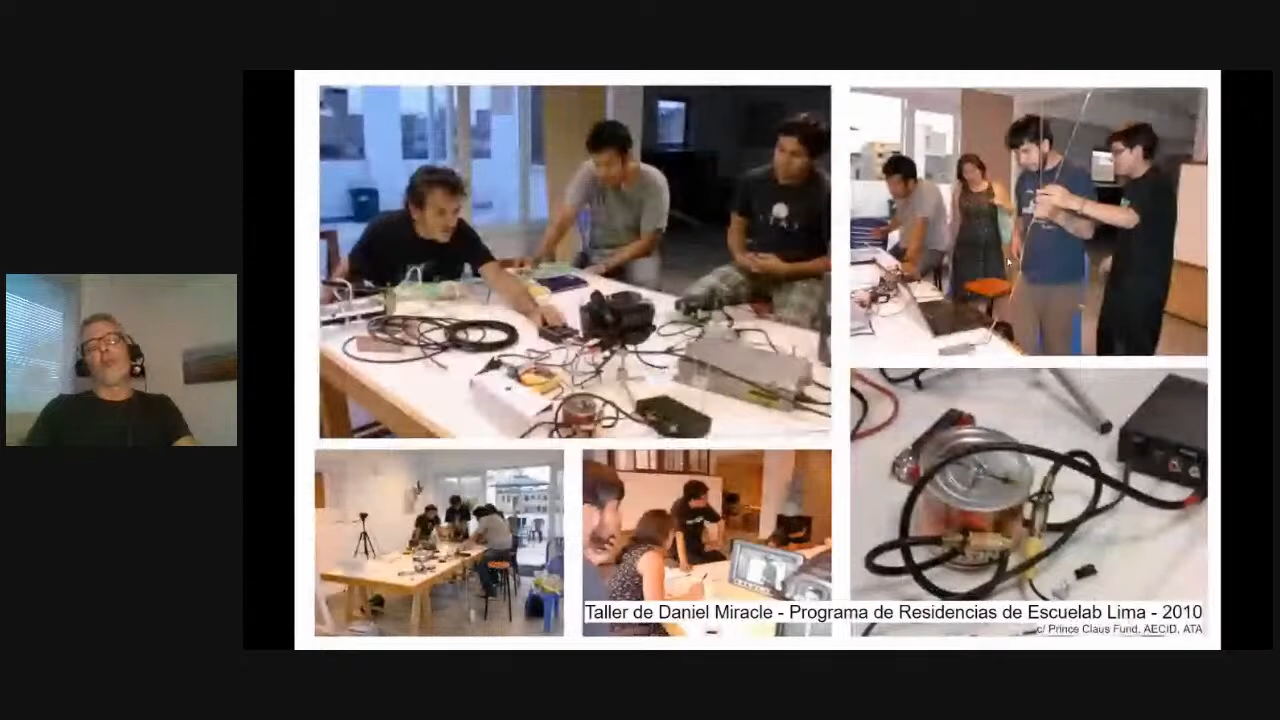 Taller de Daniel Miracle - Programa de Residencias de Escuelab Lima - 2010
c/ Prince Claus Fund, AECID, ATA